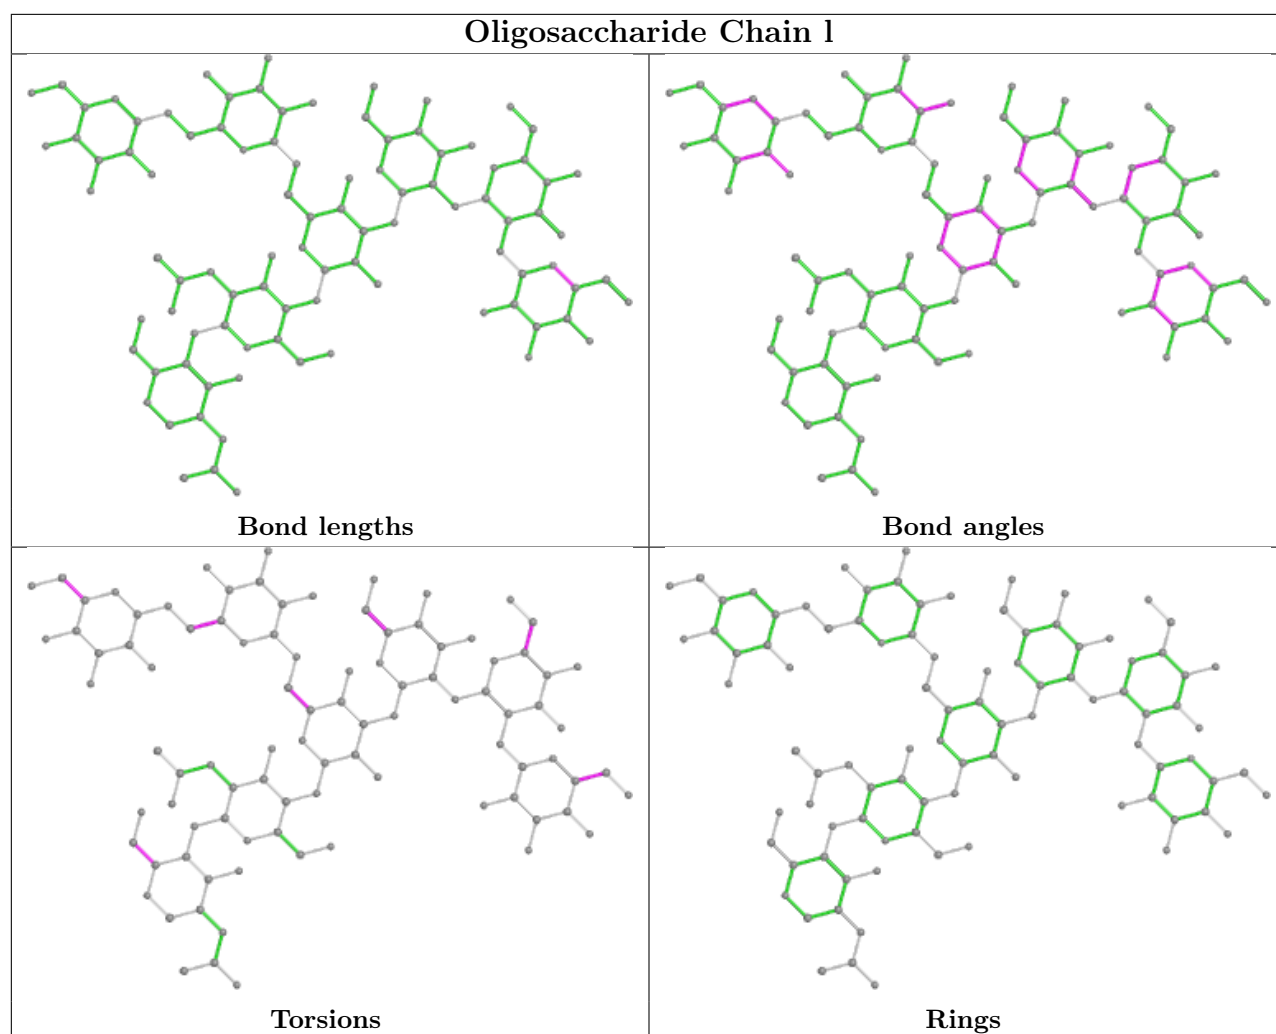 Oligosaccharide Chain l
Bond lengths
Bond angles
Torsions
Rings